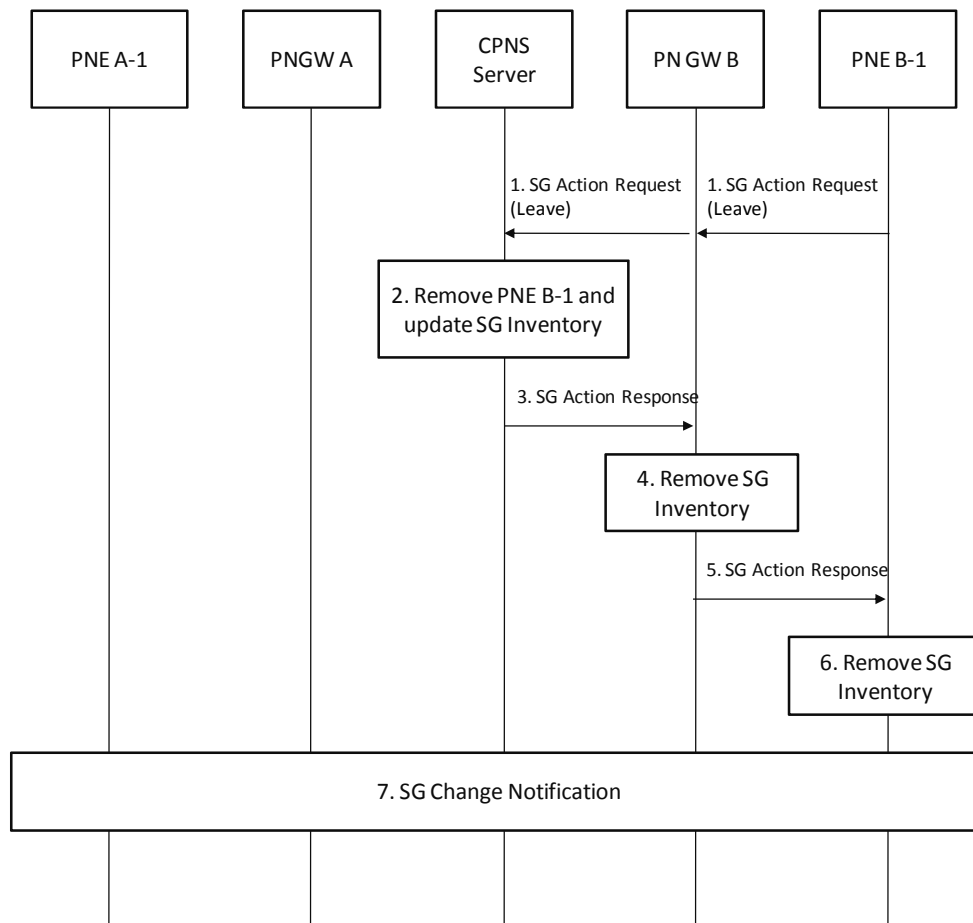 PNE A-1
PNGW A
CPNS
Server
PN GW B
PNE B-1
1. SG Action Request
(Leave)
1. SG Action Request
(Leave)
2. Remove PNE B-1 and
update SG Inventory
3. SG Action Response
4. Remove SG
Inventory
5. SG Action Response
6. Remove SG
Inventory
7. SG Change Notification